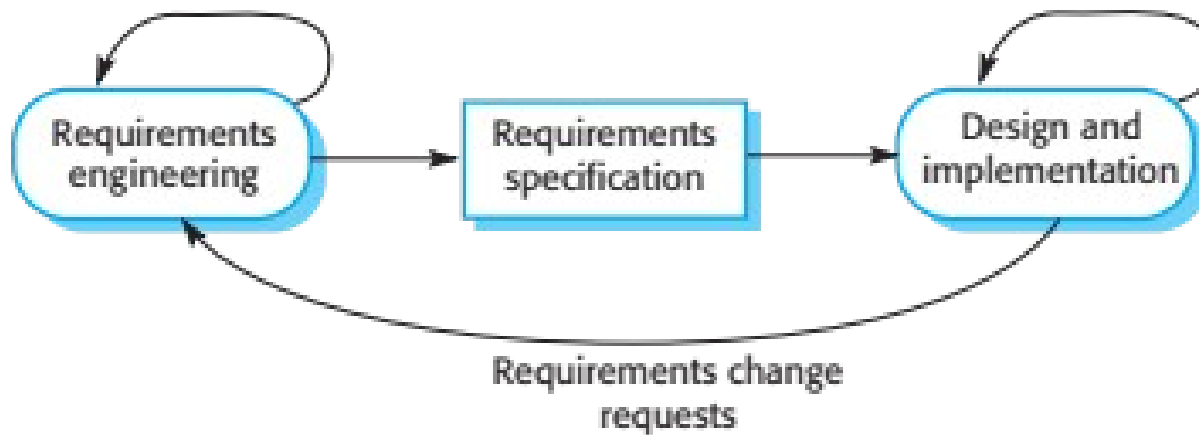 Requirements
engineering
Requirements
specification
Design and
implementation
Requirements change
requests